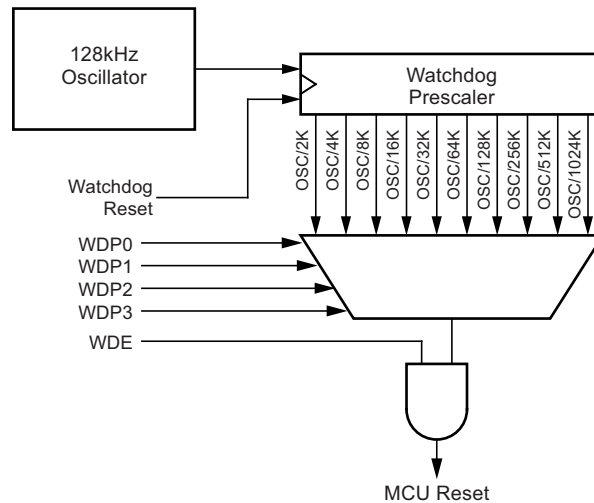 128kHz
Oscillator
Watchdog
Prescaler
OSC/2K
OSC/4K
OSC/8K
OSC/16K
OSC/32K
OSC/64K
OSC/128K
OSC/256K
OSC/512K
OSC/1024K
Watchdog
Reset
WDP0
WDP1
WDP2
WDP3
WDE
MCU Reset